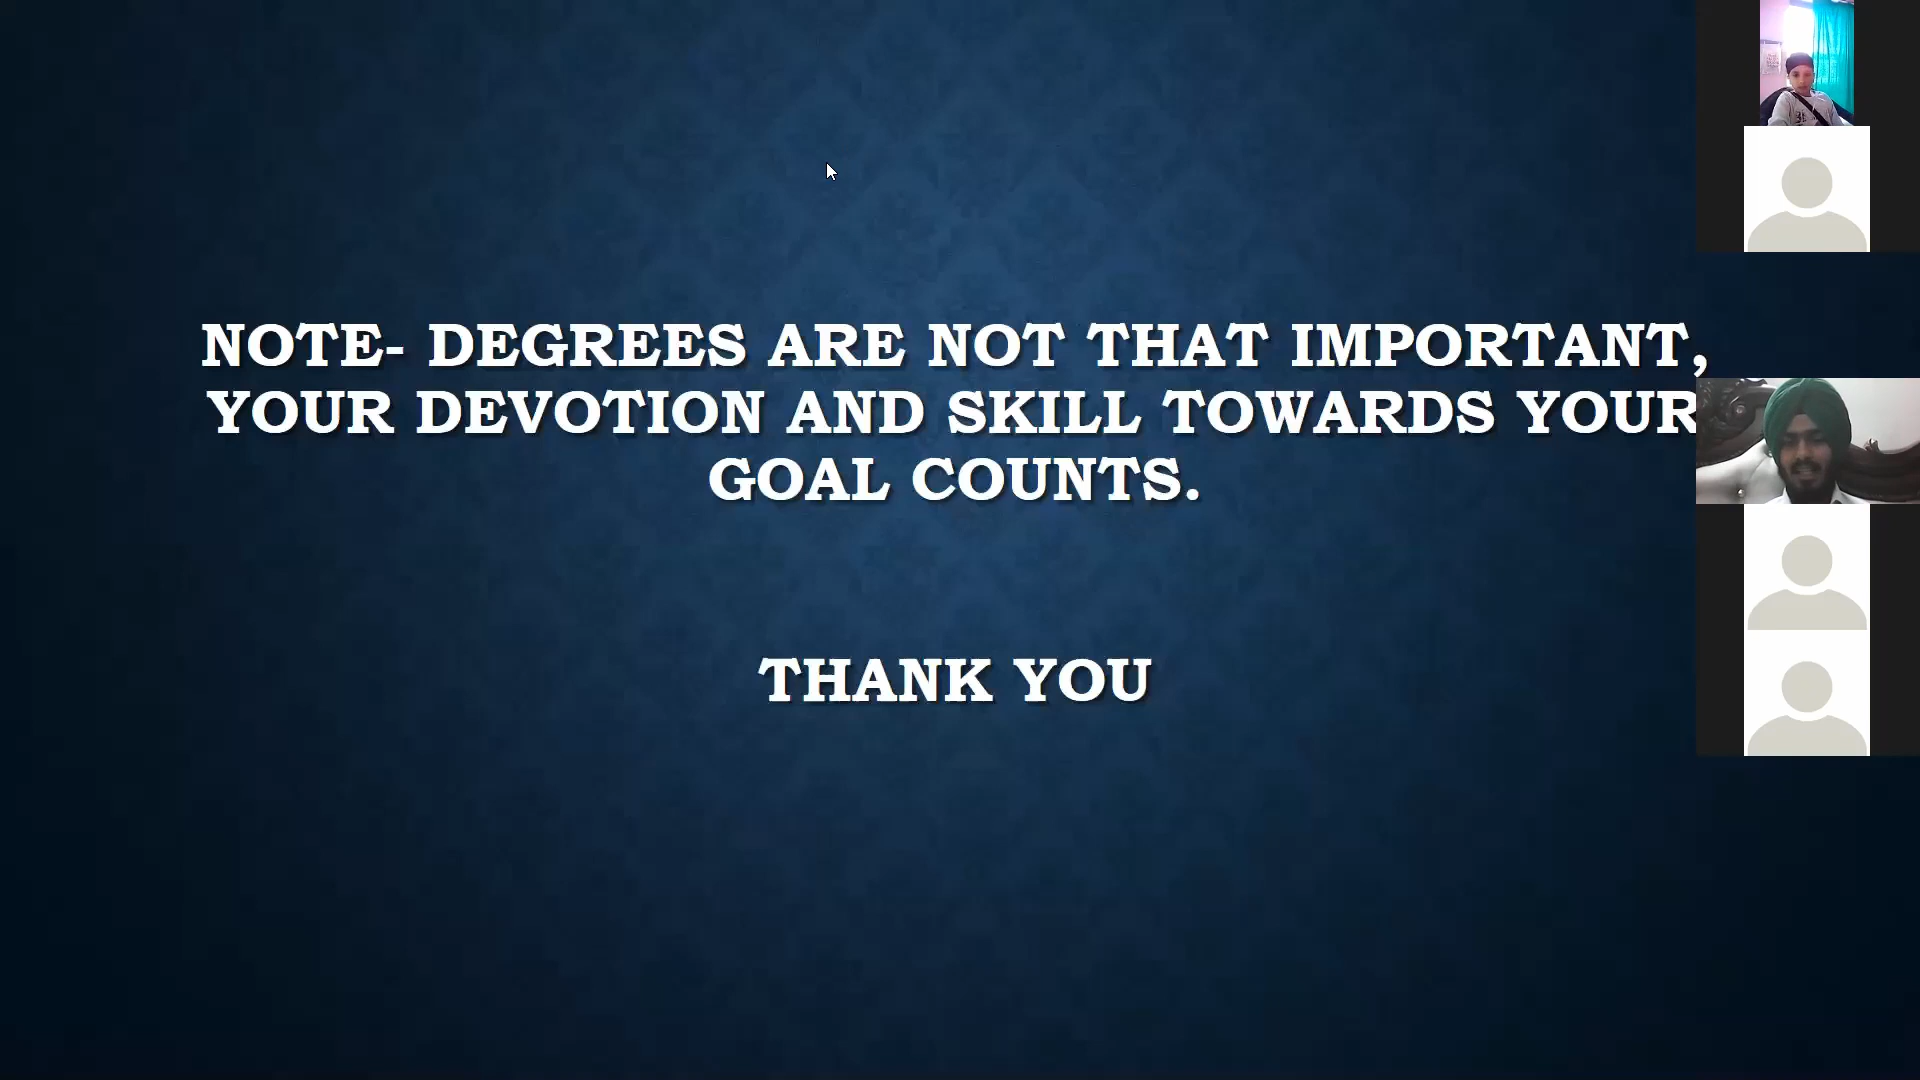 NOTE- DEGREES ARE NOT THAT IMPORTANT,
YOUR DEVOTION AND SKILL TOWARDS YOUR
GOAL COUNTS.
THANK YOU